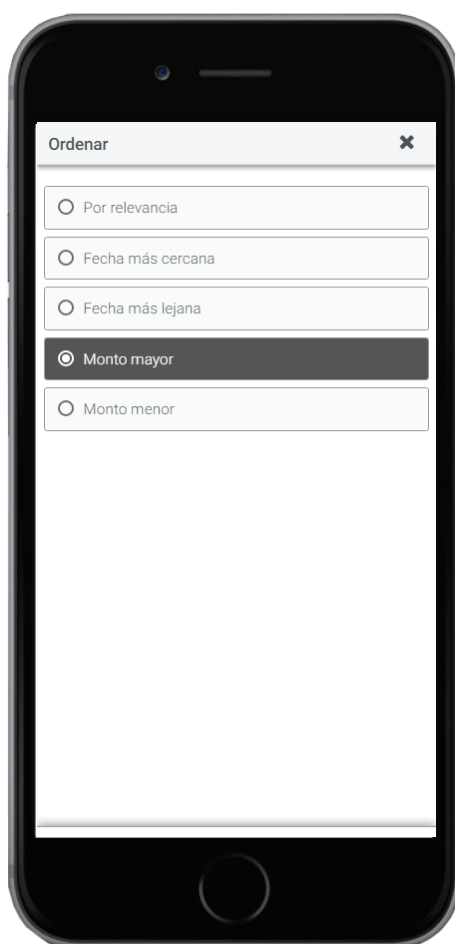 Ordenar
Por relevancia
Fecha más cercana
Fecha más lejana
Monto mayor
Monto menor